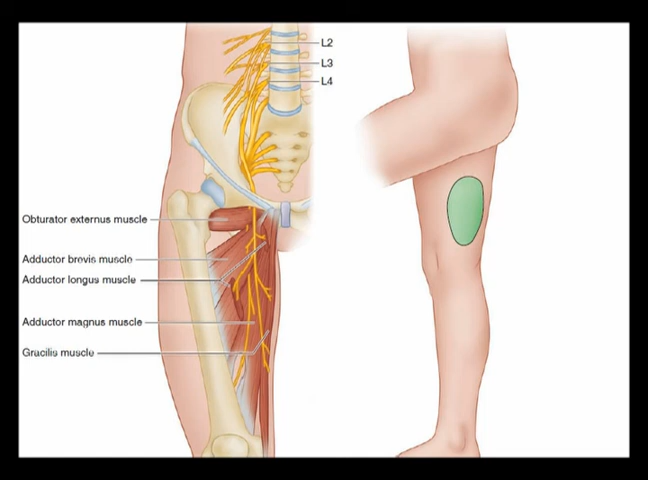 L2
L3
L4
Obturator externus muscle
Adductor brevis muscle
Adductor longus muscle
Adductor magnus muscle
Gracilis muscle